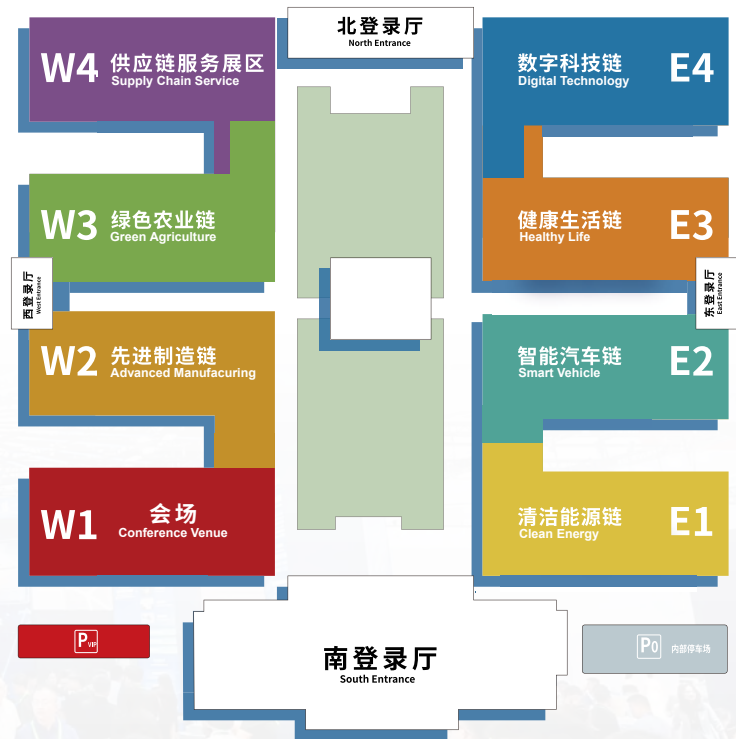 北登录厅
North Entrance
W4
供应链服务展区
Supply Chain Service
数字科技链
Digital Technology
E4
W3
绿色农业链
Green Agriculture
健康生活链
Healthy Life
E3
西登录厅
West Entrance
东登录厅
East Entrance
W2
先进制造链
Advanced Manufacuring
智能汽车链
Smart Vehicle
E2
W1
会场
Conference Venue
清洁能源链
Clean Energy
E1
P VIP
南登录厅
South Entrance
P0
内部停车场